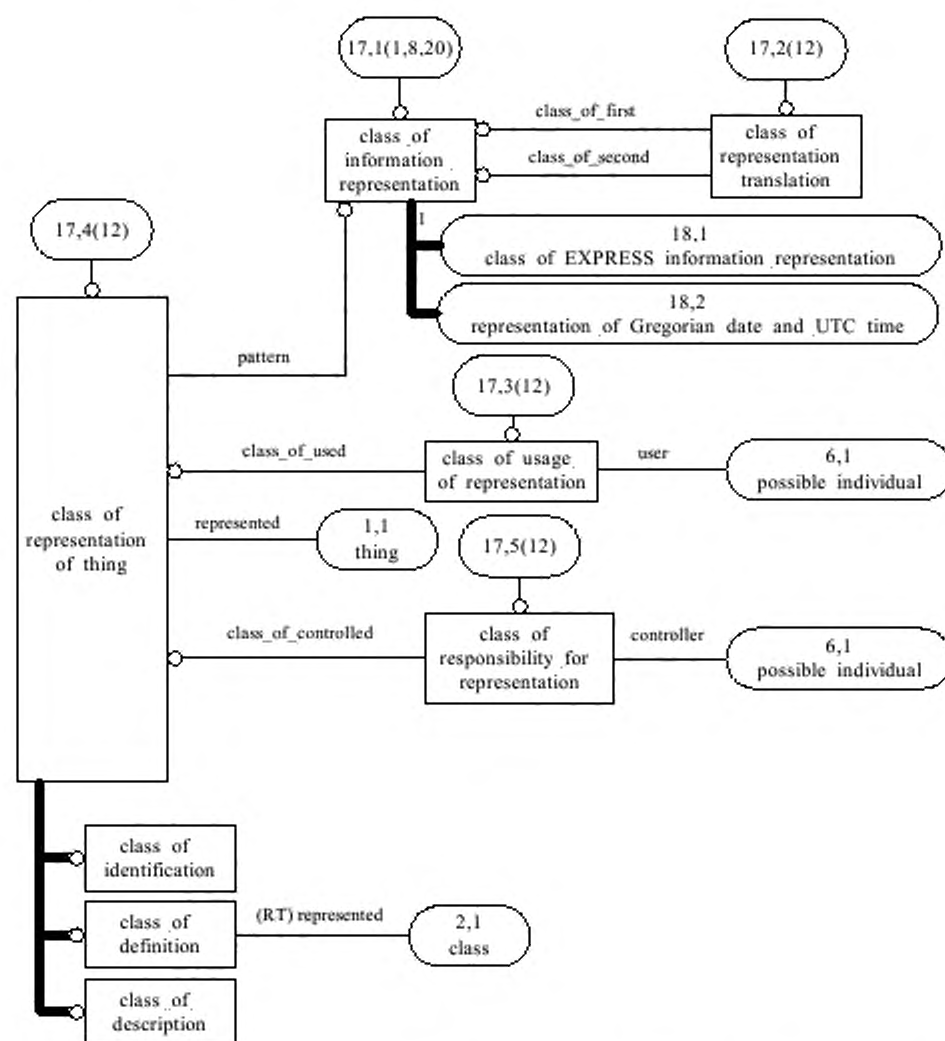 17,1(1,8,20)
17,2(12)
class of
information
representation
class_of_first
class_of_second
class of
representation
translation
17,4(12)
1
18,1
class of EXPRESS information representation
18,2
representation of Gregorian date and UTC time
pattern
17,3(12)
class_of_used
class of usage
of representation
user
6,1
possible individual
class of
representation
of thing
represented
1,1
thing
17,5(12)
class_of_controlled
class of
responsibility for
representation
controller
6,1
possible individual
class of
identification
class of
definition
(RT) represented
2,1
class
class of
description